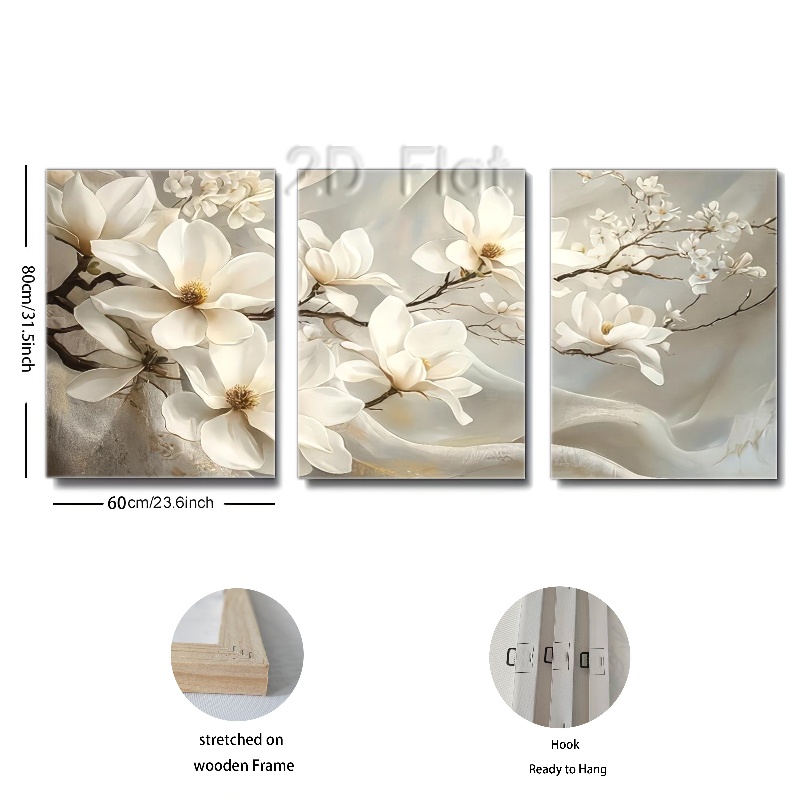 2D Flat
80cm/31.5inch
60cm/23.6inch
stretched on
wooden Frame
Hook
Ready to Hang